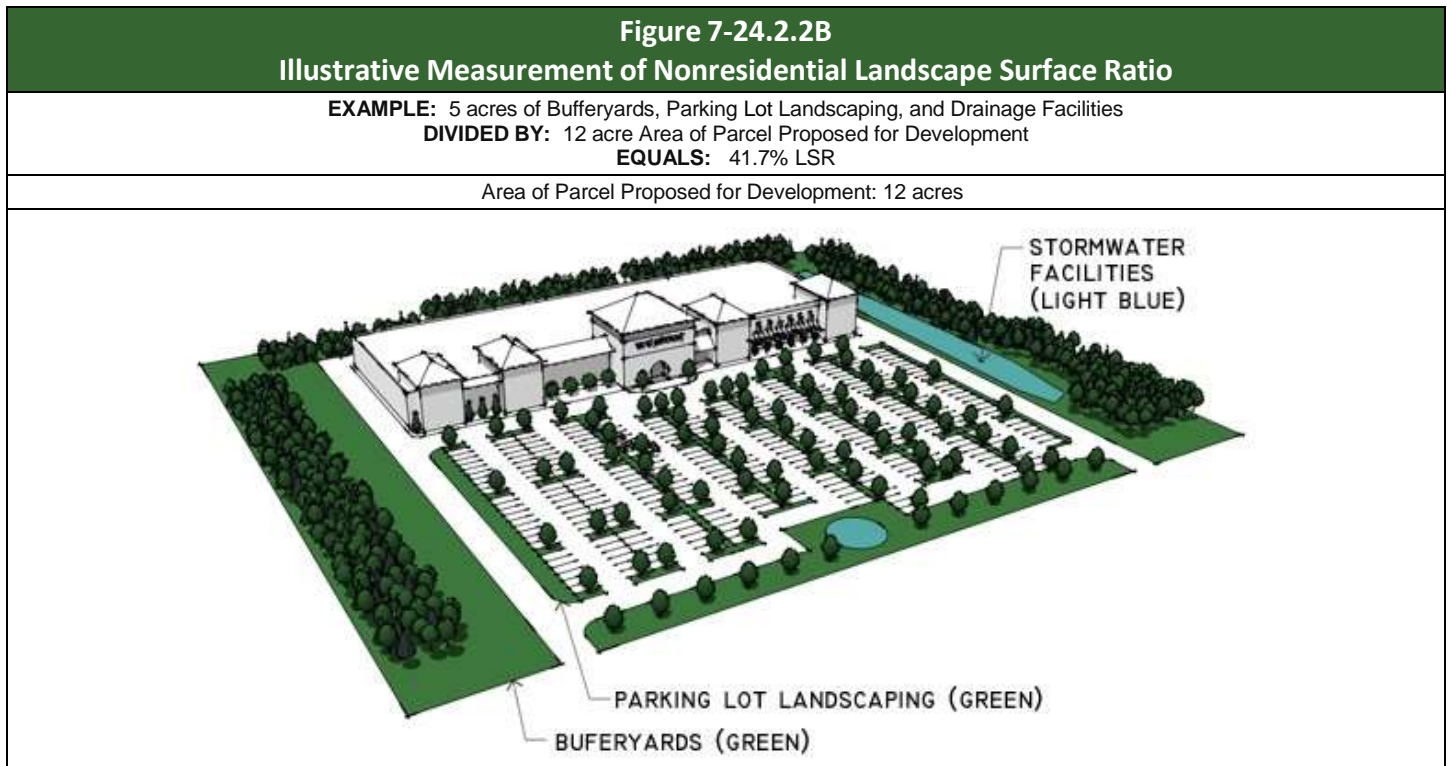 Figure 7-24.2.2B
Illustrative Measurement of Nonresidential Landscape Surface Ratio
EXAMPLE: 5 acres of Bufferyards, Parking Lot Landscaping, and Drainage Facilities
DIVIDED BY: 12 acre Area of Parcel Proposed for Development
EQUALS: 41.7% LSR
Area of Parcel Proposed for Development: 12 acres
STORMWATER
FACILITIES
(LIGHT BLUE)
PARKING LOT LANDSCAPING (GREEN)
BUFERYARDS (GREEN)